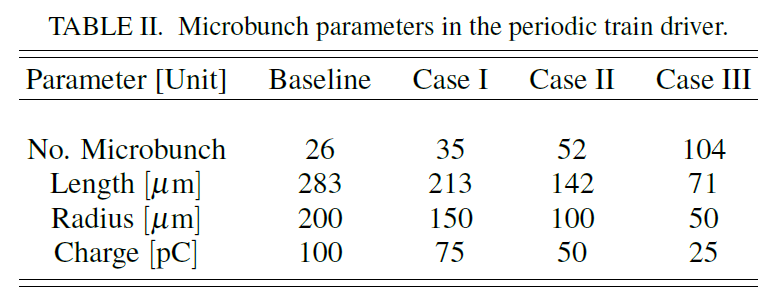 TABLE II. Microbunch parameters in the periodic train driver.
Parameter [Unit] Baseline Case I Case II Case III
No. Microbunch 26 35 52 104
Length [μm] 283 213 142 71
Radius [μm] 200 150 100 50
Charge [pC] 100 75 50 25